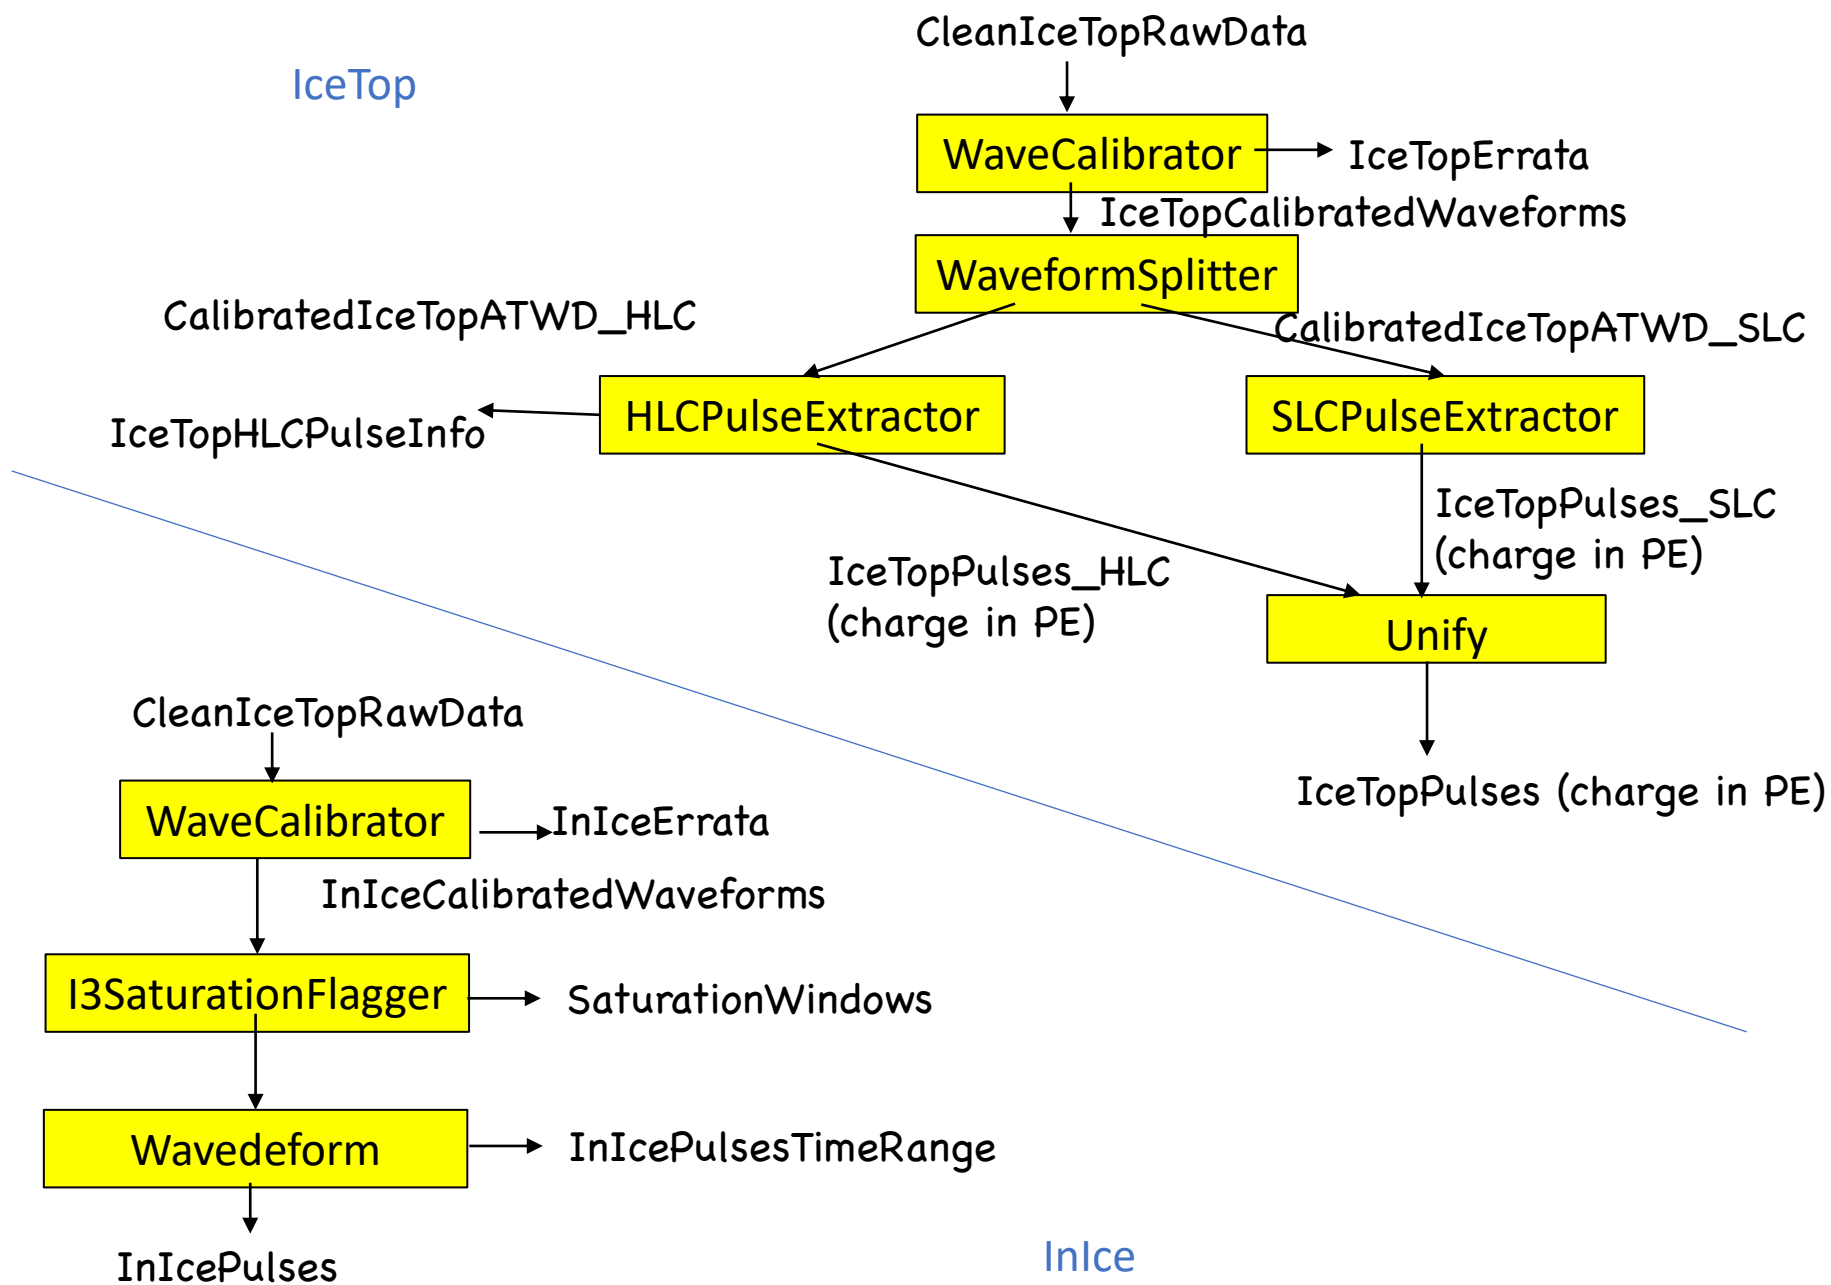 CleanIceTopRawData
IceTop
WaveCalibrator
IceTopErrata
IceTopCalibratedWaveforms
WaveformSplitter
CalibratedIceTopATWD_HLC
CalibratedIceTopATWD_SLC
HLCPulseExtractor
SLCPulseExtractor
IceTopHLCPulseInfo
IceTopPulses_SLC
(charge in PE)
IceTopPulses_HLC
(charge in PE)
Unify
IceTopPulses (charge in PE)
CleanIceTopRawData
WaveCalibrator
InIceErrata
InIceCalibratedWaveforms
I3SaturationFlagger
SaturationWindows
Wavedeform
InIcePulsesTimeRange
InIcePulses
InIce